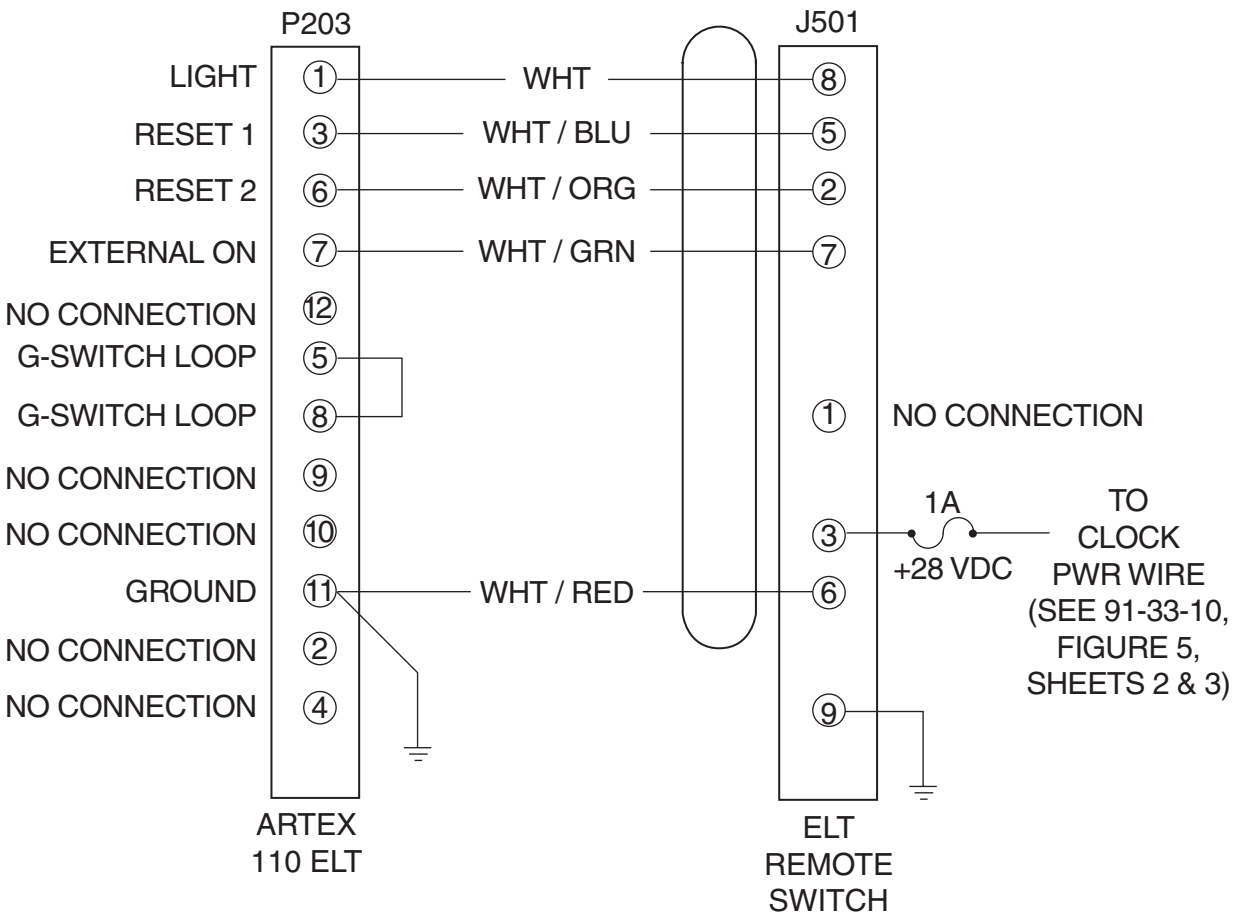 P203
J501
LIGHT 1 WHT 8
RESET 1 3 WHT / BLU 5
RESET 2 6 WHT / ORG 2
EXTERNAL ON 7 WHT / GRN 7
NO CONNECTION 12
G-SWITCH LOOP 5
G-SWITCH LOOP 8
1 NO CONNECTION
NO CONNECTION 9
NO CONNECTION 10
3 1A
+28 VDC
TO
CLOCK
PWR WIRE
(SEE 91-33-10,
FIGURE 5,
SHEETS 2 & 3)
GROUND 11 WHT / RED 6
NO CONNECTION 2
NO CONNECTION 4
9
ARTEX
110 ELT
ELT
REMOTE
SWITCH